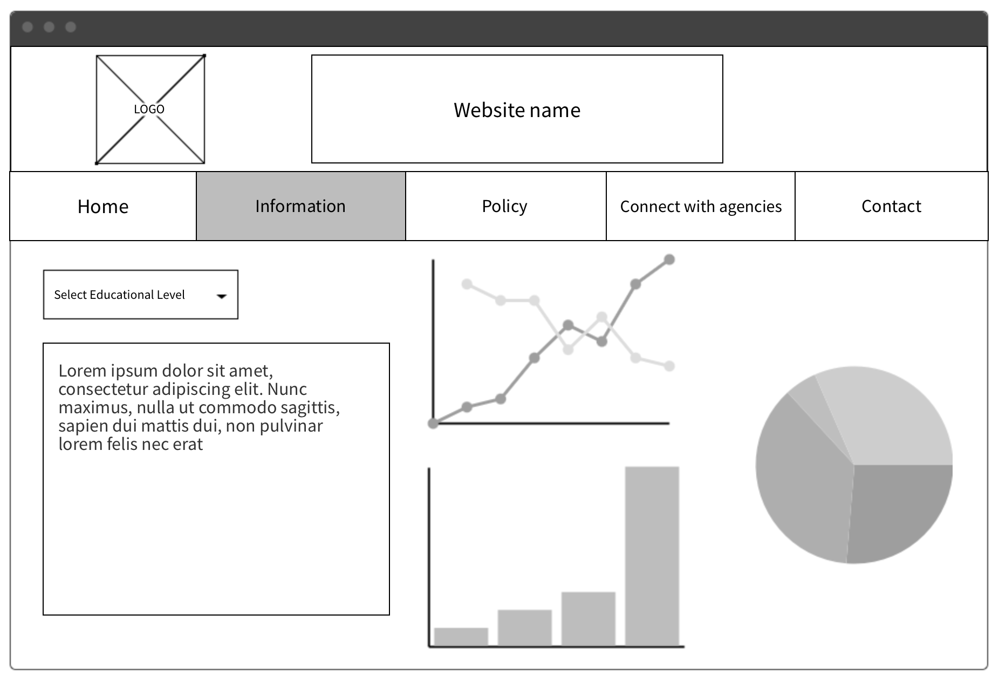 LOGO
Website name
Home
Information
Policy
Connect with agencies
Contact
Select Educational Level
Lorem ipsum dolor sit amet,
consectetur adipiscing elit. Nunc
maximus, nulla ut commodo sagittis,
sapien dui mattis dui, non pulvinar
lorem felis nec erat